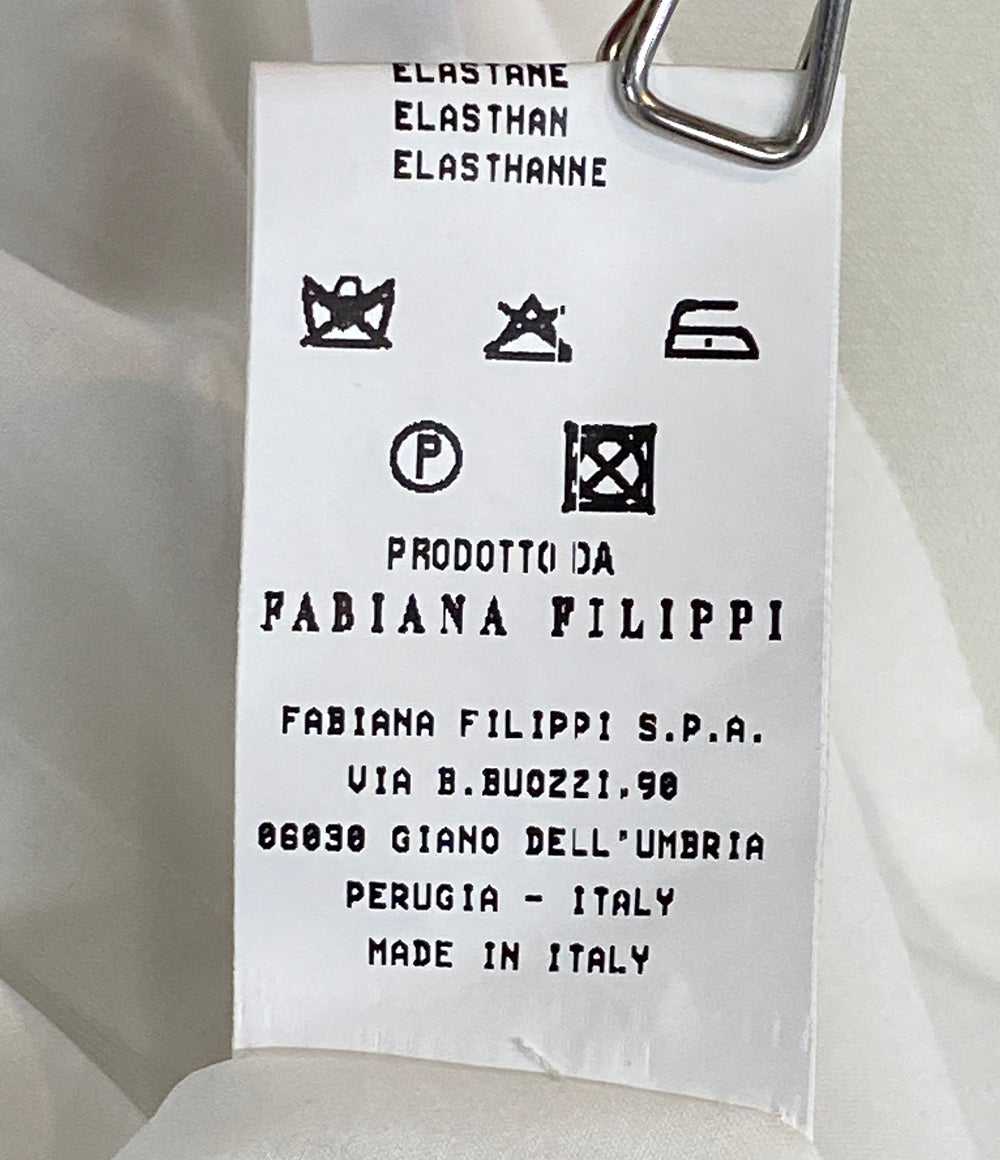 ELASTANE
ELASTHAN
ELASTHANNE
P
PRODOTTO DA
FABIANA FILIPPI
FABIANA FILIPPI S.P.A.
VIA B.BUOZZI,90
06030 GIANO DELL'UMBRIA
PERUGIA - ITALY
MADE IN ITALY